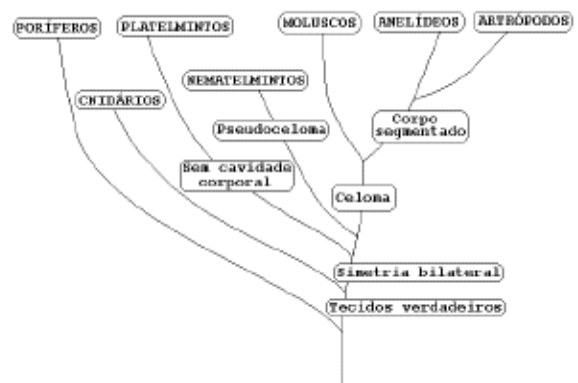 PORÍFEROS
PLATELMINTOS
MOLUSCOS
ANELÍDEOS
ARTRÓPODOS
NEMATELMINTOS
CNIDÁRIOS
Pseudoceloma
Corpo
segmentado
Sem cavidade
corporal
Celoma
Simetria bilateral
Tecidos verdadeiros